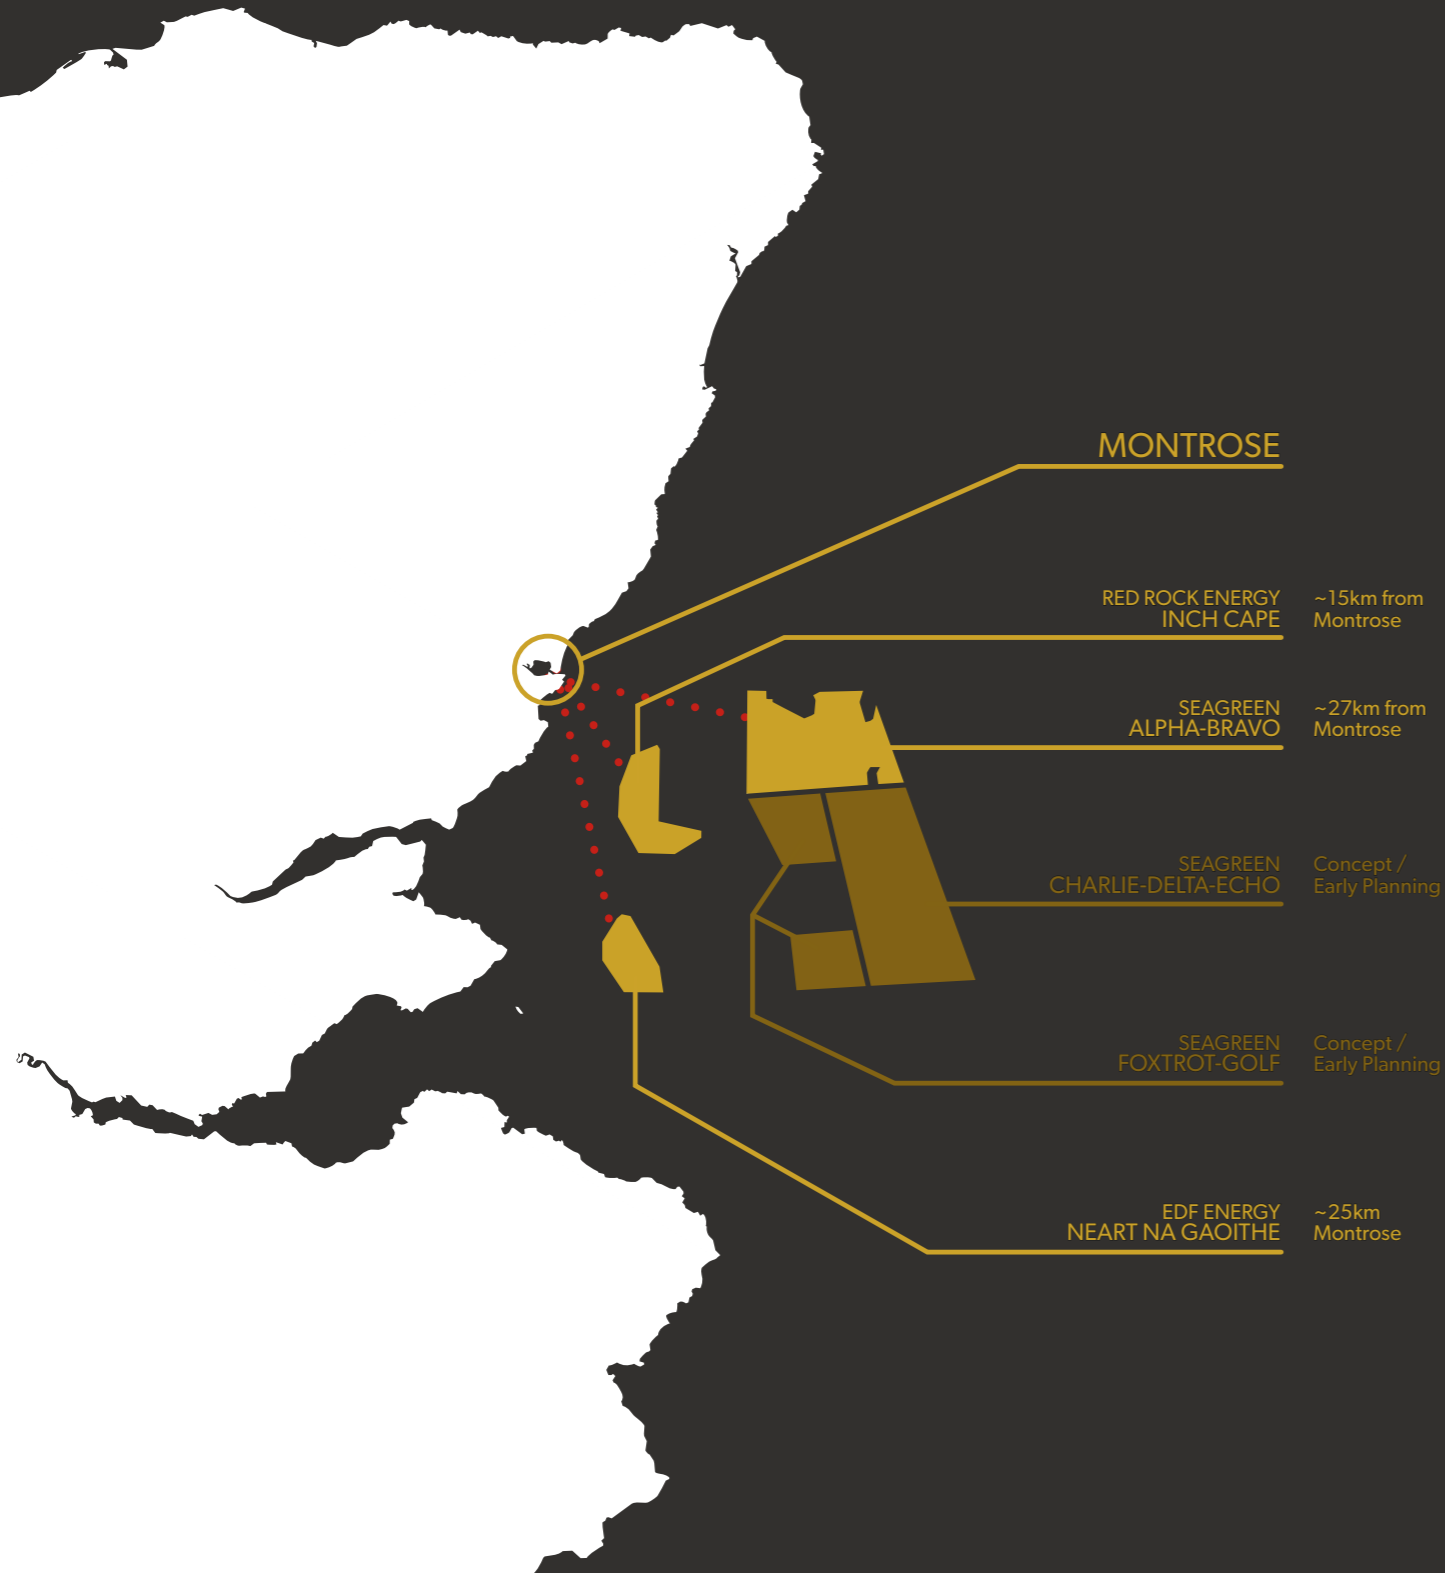 MONTROSE
RED ROCK ENERGY
INCH CAPE
~15km from
Montrose
SEAGREEN
ALPHA-BRAVO
~27km from
Montrose
SEAGREEN
CHARLIE-DELTA-ECHO
Concept /
Early Planning
SEAGREEN
FOXTROT-GOLF
Concept /
Early Planning
EDF ENERGY
NEART NA GAOITHE
~25km
Montrose